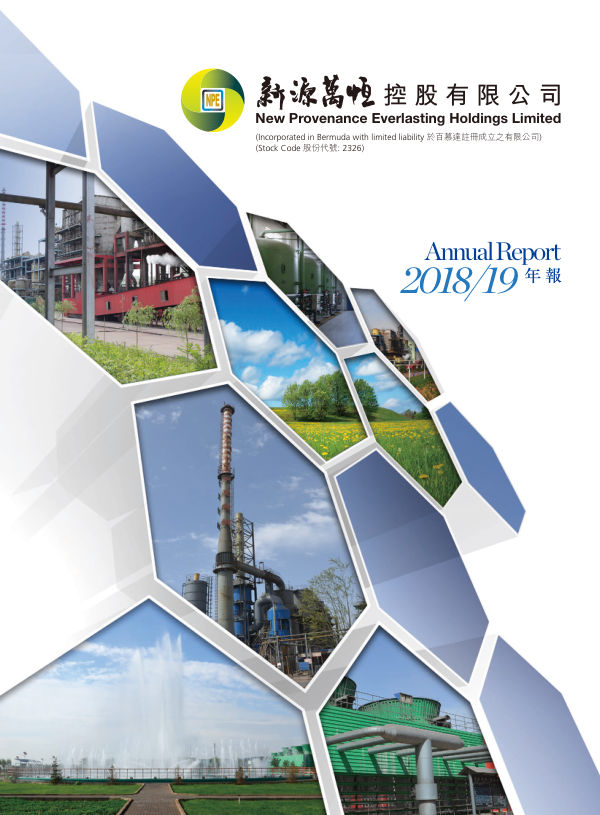 NPE
新源萬恒 控股有限公司
New Provenance Everlasting Holdings Limited
(Incorporated in Bermuda with limited liability 於百慕達註冊成立之有限公司)
(Stock Code 股份代號: 2326)
Annual Report
2018/19 年報